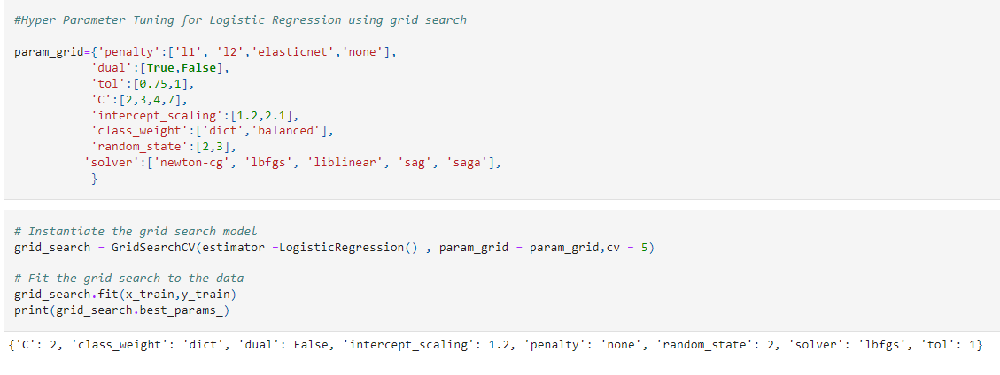 #Hyper Parameter Tuning for Logistic Regression using grid search
param_grid={'penalty':['l1', 'l2','elasticnet','none'],
'dual':[True,False],
'tol':[0.75,1],
'C':[2,3,4,7],
'intercept_scaling':[1.2,2.1],
'class_weight':['dict','balanced'],
'random_state':[2,3],
'solver':['newton-cg', 'lbfgs', 'liblinear', 'sag', 'saga'],
}
# Instantiate the grid search model
grid_search = GridSearchCV(estimator =LogisticRegression() , param_grid = param_grid,cv = 5)
# Fit the grid search to the data
grid_search.fit(x_train,y_train)
print(grid_search.best_params_)
{'C': 2, 'class_weight': 'dict', 'dual': False, 'intercept_scaling': 1.2, 'penalty': 'none', 'random_state': 2, 'solver': 'lbfgs', 'tol': 1}